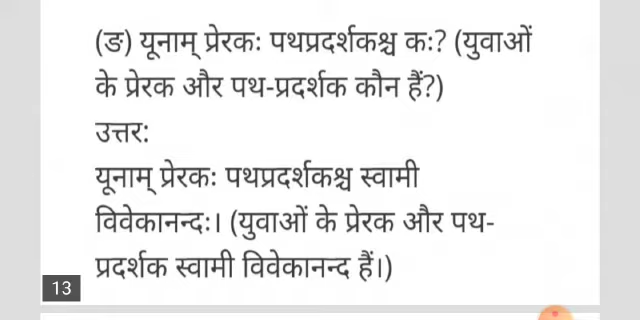 (ङ) यूनाम् प्रेरकः पथप्रदर्शकश्च कः? (युवाओं
के प्रेरक और पथ-प्रदर्शक कौन हैं?)
उत्तर:
यूनाम् प्रेरकः पथप्रदर्शकश्च स्वामी
विवेकानन्दः। (युवाओं के प्रेरक और पथ-
प्रदर्शक स्वामी विवेकानन्द हैं।)
13